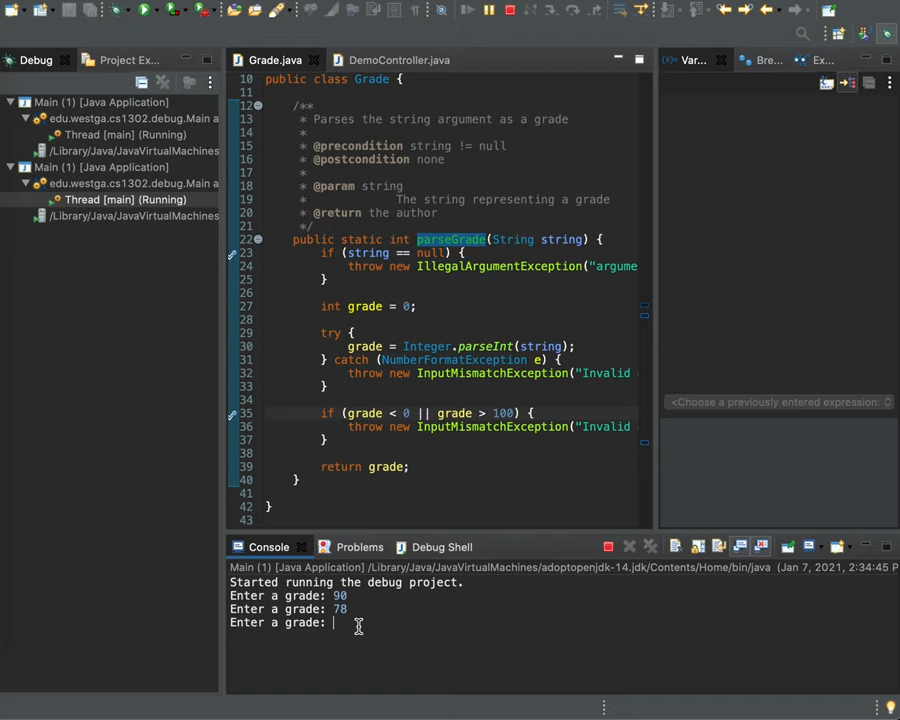 Debug
Project Ex...
Main (1) [Java Application]
edu.westga.cs1302.debug.Main a
Thread [main] (Running)
/Library/Java/JavaVirtualMachines
Main (1) [Java Application]
edu.westga.cs1302.debug.Main a
Thread [main] (Running)
/Library/Java/JavaVirtualMachines
Grade.java
DemoController.java
10 public class Grade {
11
12 /**
13 * Parses the string argument as a grade
14 *
15 * @precondition string != null
16 * @postcondition none
17 *
18 * @param string
19 * The string representing a grade
20 * @return the author
21 */
22 public static int parseGrade(String string) {
23 if (string == null) {
24 throw new IllegalArgumentException("argume
25 }
26
27 int grade = 0;
28
29 try {
30 grade = Integer.parseInt(string);
31 } catch (NumberFormatException e) {
32 throw new InputMismatchException("Invalid
33 }
34
35 if (grade < 0 || grade > 100) {
36 throw new InputMismatchException("Invalid
37 }
38
39 return grade;
40 }
41
42 }
43
Var...
Bre...
Ex...
<Choose a previously entered expression>
Console
Problems
Debug Shell
Main (1) [Java Application] /Library/Java/JavaVirtualMachines/adoptopenjdk-14.jdk/Contents/Home/bin/java (Jan 7, 2021, 2:34:45 P
Started running the debug project.
Enter a grade: 90
Enter a grade: 78
Enter a grade: